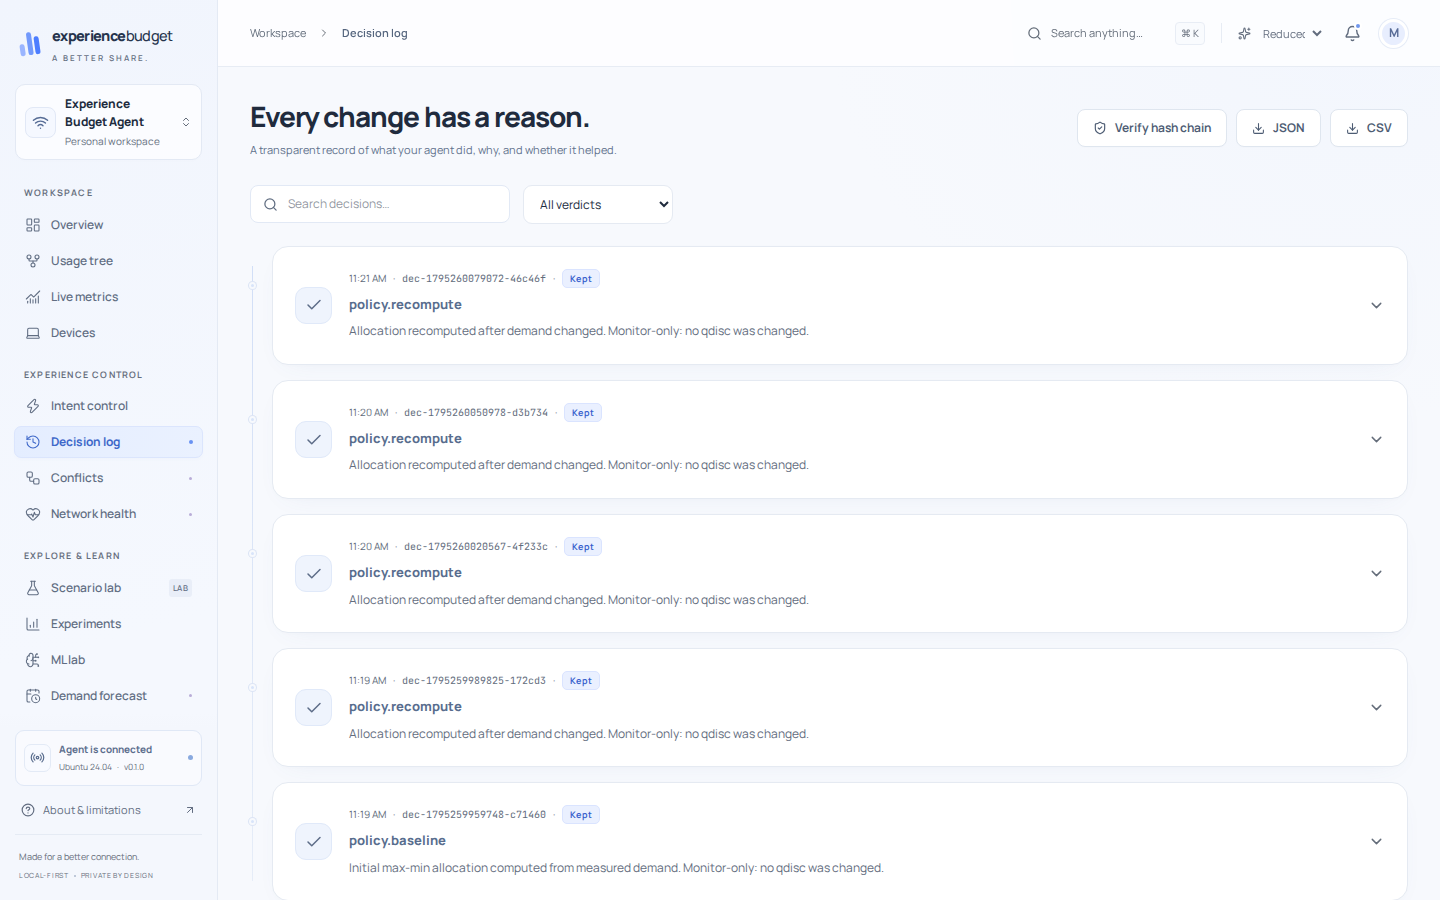 experiencebudget
A BETTER SHARE.
Experience
Budget Agent
Personal workspace
WORKSPACE
Overview
Usage tree
Live metrics
Devices
EXPERIENCE CONTROL
Intent control
Decision log
Conflicts
Network health
EXPLORE & LEARN
Scenario lab LAB
Experiments
ML lab
Demand forecast
Agent is connected
Ubuntu 24.04 · v0.1.0
About & limitations
Made for a better connection.
LOCAL-FIRST • PRIVATE BY DESIGN
Workspace > Decision log
Search anything... ⌘ K Reduced M
Every change has a reason.
A transparent record of what your agent did, why, and whether it helped.
Verify hash chain JSON CSV
Search decisions... All verdicts
11:21 AM · dec-1795260079072-46c46f · Kept
policy.recompute
Allocation recomputed after demand changed. Monitor-only: no qdisc was changed.
11:20 AM · dec-1795260050978-d3b734 · Kept
policy.recompute
Allocation recomputed after demand changed. Monitor-only: no qdisc was changed.
11:20 AM · dec-1795260020567-4f233c · Kept
policy.recompute
Allocation recomputed after demand changed. Monitor-only: no qdisc was changed.
11:19 AM · dec-1795259989825-172cd3 · Kept
policy.recompute
Allocation recomputed after demand changed. Monitor-only: no qdisc was changed.
11:19 AM · dec-1795259959748-c71460 · Kept
policy.baseline
Initial max-min allocation computed from measured demand. Monitor-only: no qdisc was changed.